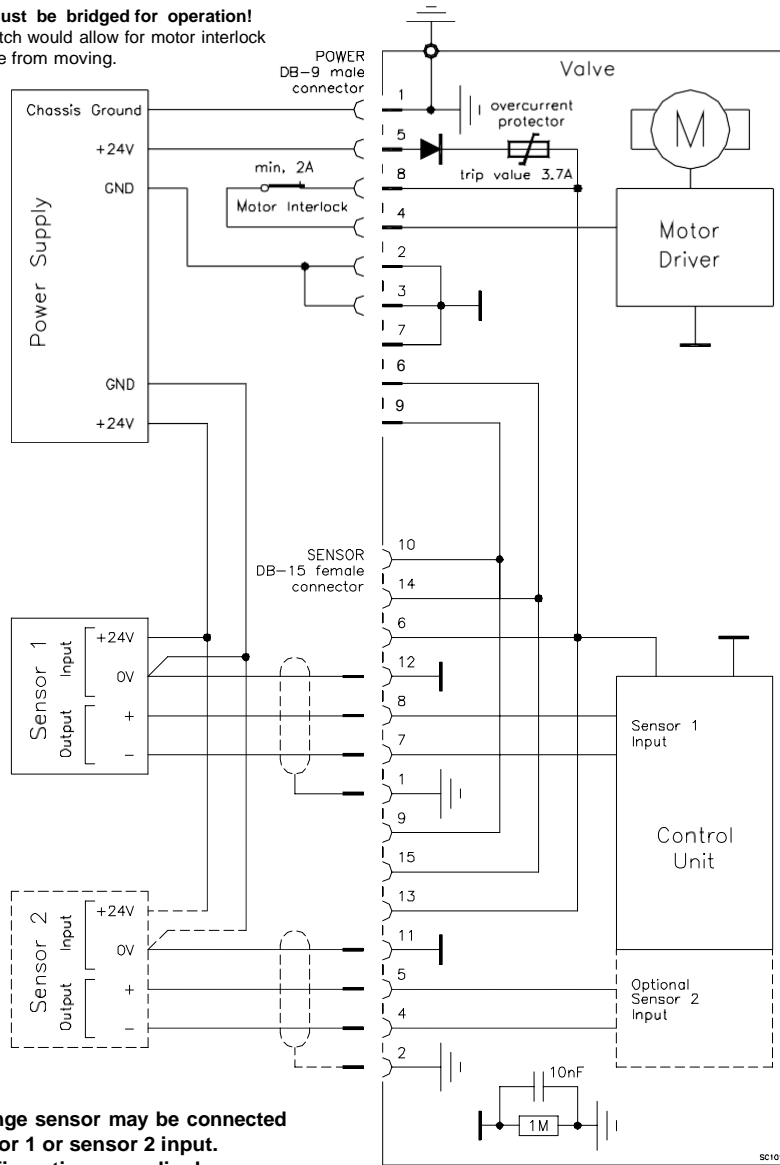 ust be bridged for operation!
tch would allow for motor interlock
e from moving.
POWER
DB-9 male
connector
Valve
Chassis Ground
1
overcurrent
protector
M
+24V
5
min. 2A
8
trip value 3.7A
GND
Motor Interlock
4
Motor
Driver
Power Supply
2
3
7
GND
6
+24V
9
SENSOR
DB-15 female
connector
10
14
6
Sensor 1
Input
+24V
0V
12
Output
+
8
Sensor 1
Input
-
7
1
9
Control
Unit
15
13
Sensor 2
Input
+24V
0V
11
Output
+
5
Optional
Sensor 2
Input
-
4
2
10nF
1M
nge sensor may be connected
or 1 or sensor 2 input.